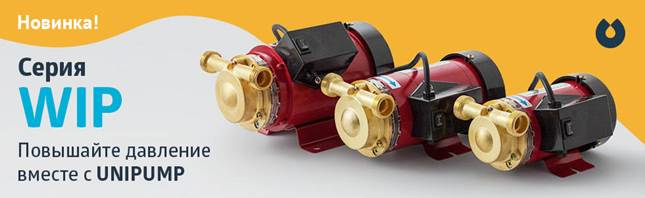 Новинка!
Серия
WIP
Повышайте давление
вместе с UNIPUMP